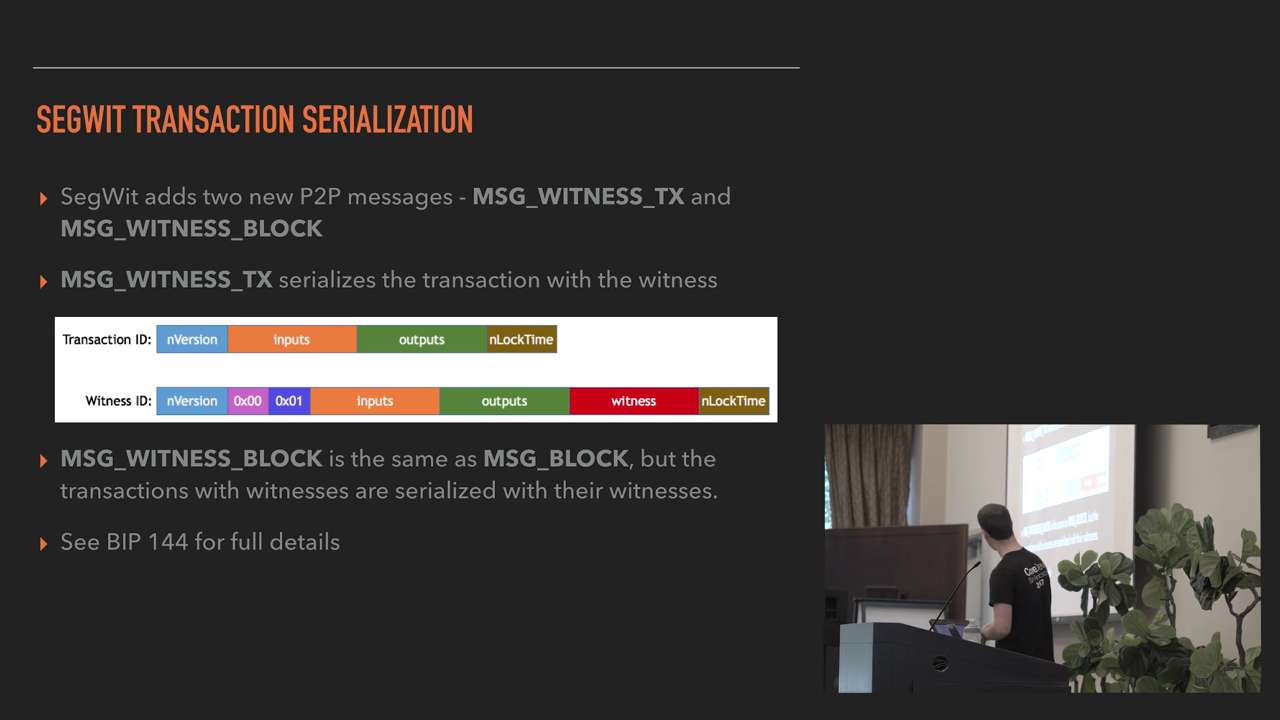 SEGWIT TRANSACTION SERIALIZATION
SegWit adds two new P2P messages - MSG_WITNESS_TX and
MSG_WITNESS_BLOCK
MSG_WITNESS_TX serializes the transaction with the witness
Transaction ID: nVersion inputs outputs nLockTime
Witness ID: nVersion 0x00 0x01 inputs outputs witness nLockTime
MSG_WITNESS_BLOCK is the same as MSG_BLOCK, but the
transactions with witnesses are serialized with their witnesses.
See BIP 144 for full details